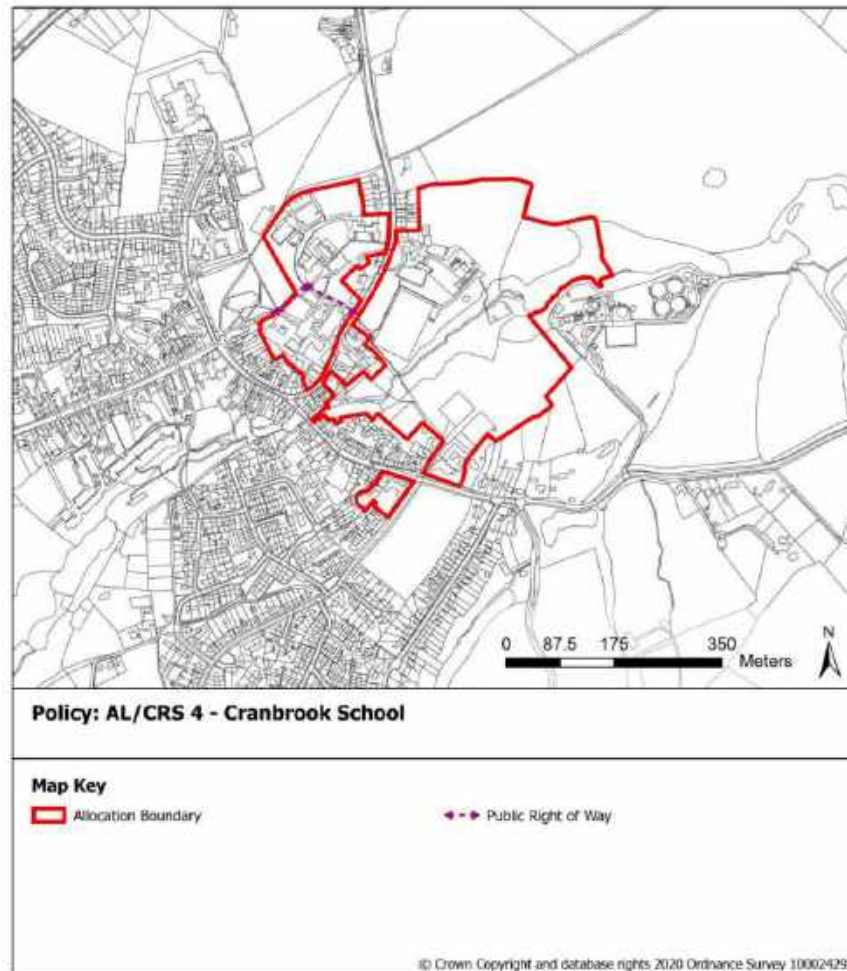 N
0 87.5 175 350
Meters
Policy: AL/CRS 4 - Cranbrook School
Map Key
Allocation Boundary
Public Right of Way
© Crown Copyright and database rights 2020 Ordnance Survey 10002429